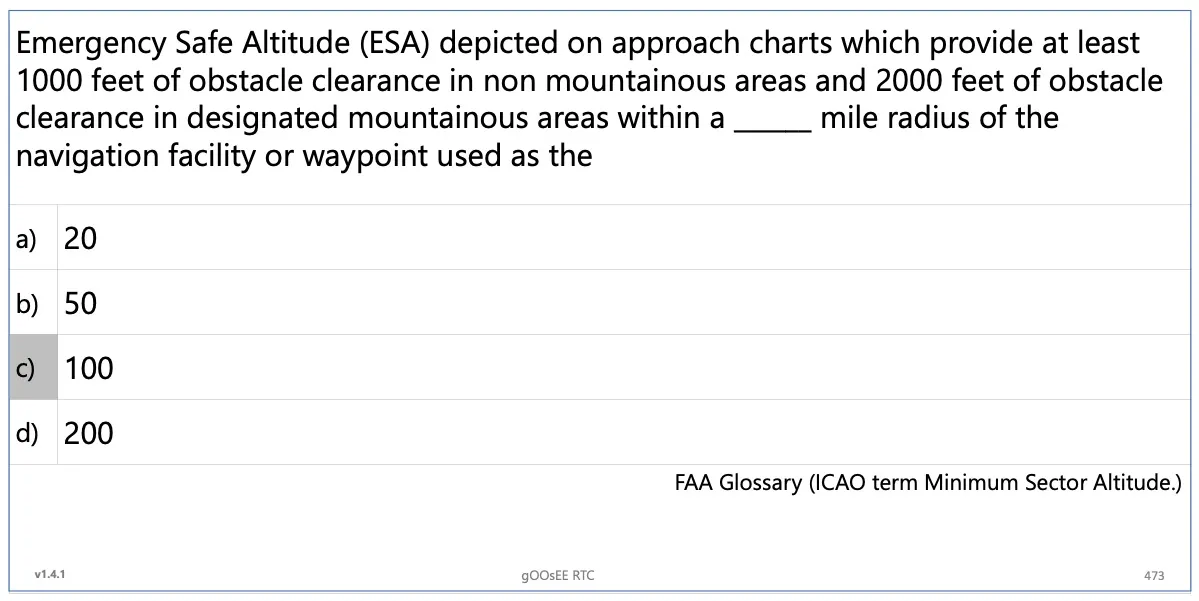 Emergency Safe Altitude (ESA) depicted on approach charts which provide at least
1000 feet of obstacle clearance in non mountainous areas and 2000 feet of obstacle
clearance in designated mountainous areas within a ______ mile radius of the
navigation facility or waypoint used as the
a) 20
b) 50
c) 100
d) 200
FAA Glossary (ICAO term Minimum Sector Altitude.)
v1.4.1 gOOsEE RTC 473